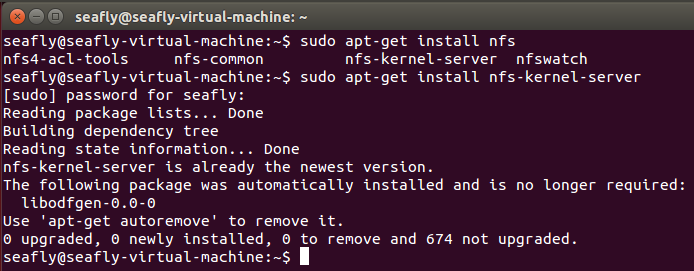 seafly@seafly-virtual-machine: ~
seafly@seafly-virtual-machine:~$ sudo apt-get install nfs
nfs4-acl-tools nfs-common nfs-kernel-server nfswatch
seafly@seafly-virtual-machine:~$ sudo apt-get install nfs-kernel-server
[sudo] password for seafly:
Reading package lists... Done
Building dependency tree
Reading state information... Done
nfs-kernel-server is already the newest version.
The following package was automatically installed and is no longer required:
  libodfgen-0.0-0
Use 'apt-get autoremove' to remove it.
0 upgraded, 0 newly installed, 0 to remove and 674 not upgraded.
seafly@seafly-virtual-machine:~$